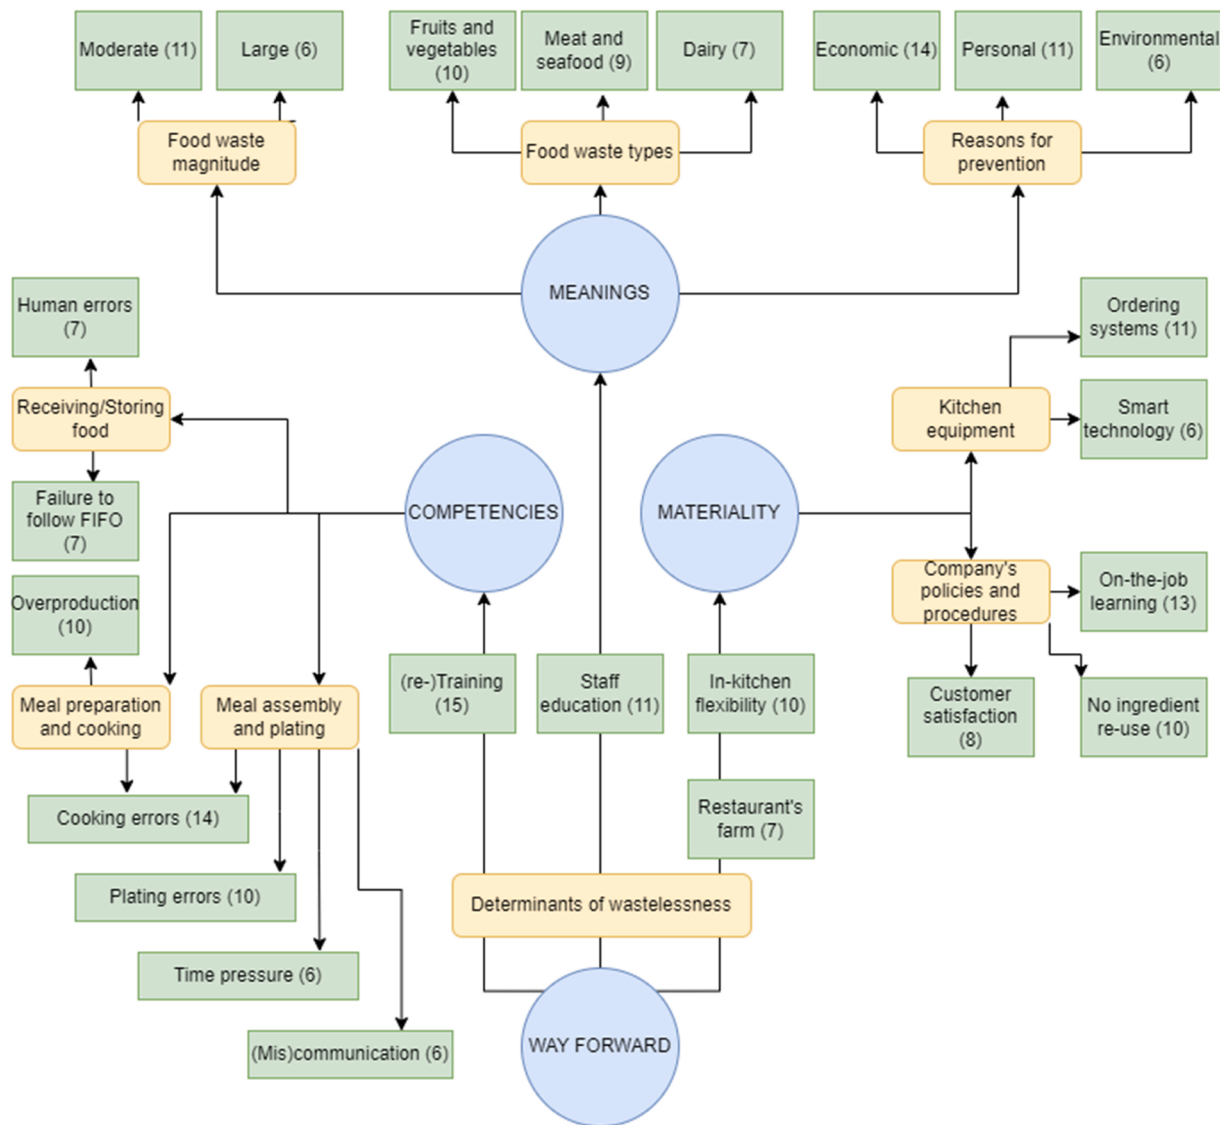 Moderate (11)
Large (6)
Fruits and
vegetables
(10)
Meat and
seafood (9)
Dairy (7)
Economic (14)
Personal (11)
Environmental
(6)
Food waste
magnitude
Food waste types
Reasons for
prevention
MEANINGS
Human errors
(7)
Receiving/Storing
food
Failure to
follow FIFO
(7)
Overproduction
(10)
Meal preparation
and cooking
Meal assembly
and plating
Cooking errors (14)
Plating errors (10)
Time pressure (6)
(Mis)communication (6)
COMPETENCIES
MATERIALITY
Ordering
systems (11)
Kitchen
equipment
Smart
technology (6)
Company's
policies and
procedures
On-the-job
learning (13)
Customer
satisfaction
(8)
No ingredient
re-use (10)
(re-)Training
(15)
Staff
education (11)
In-kitchen
flexibility (10)
Restaurant's
farm (7)
Determinants of wastelessness
WAY FORWARD